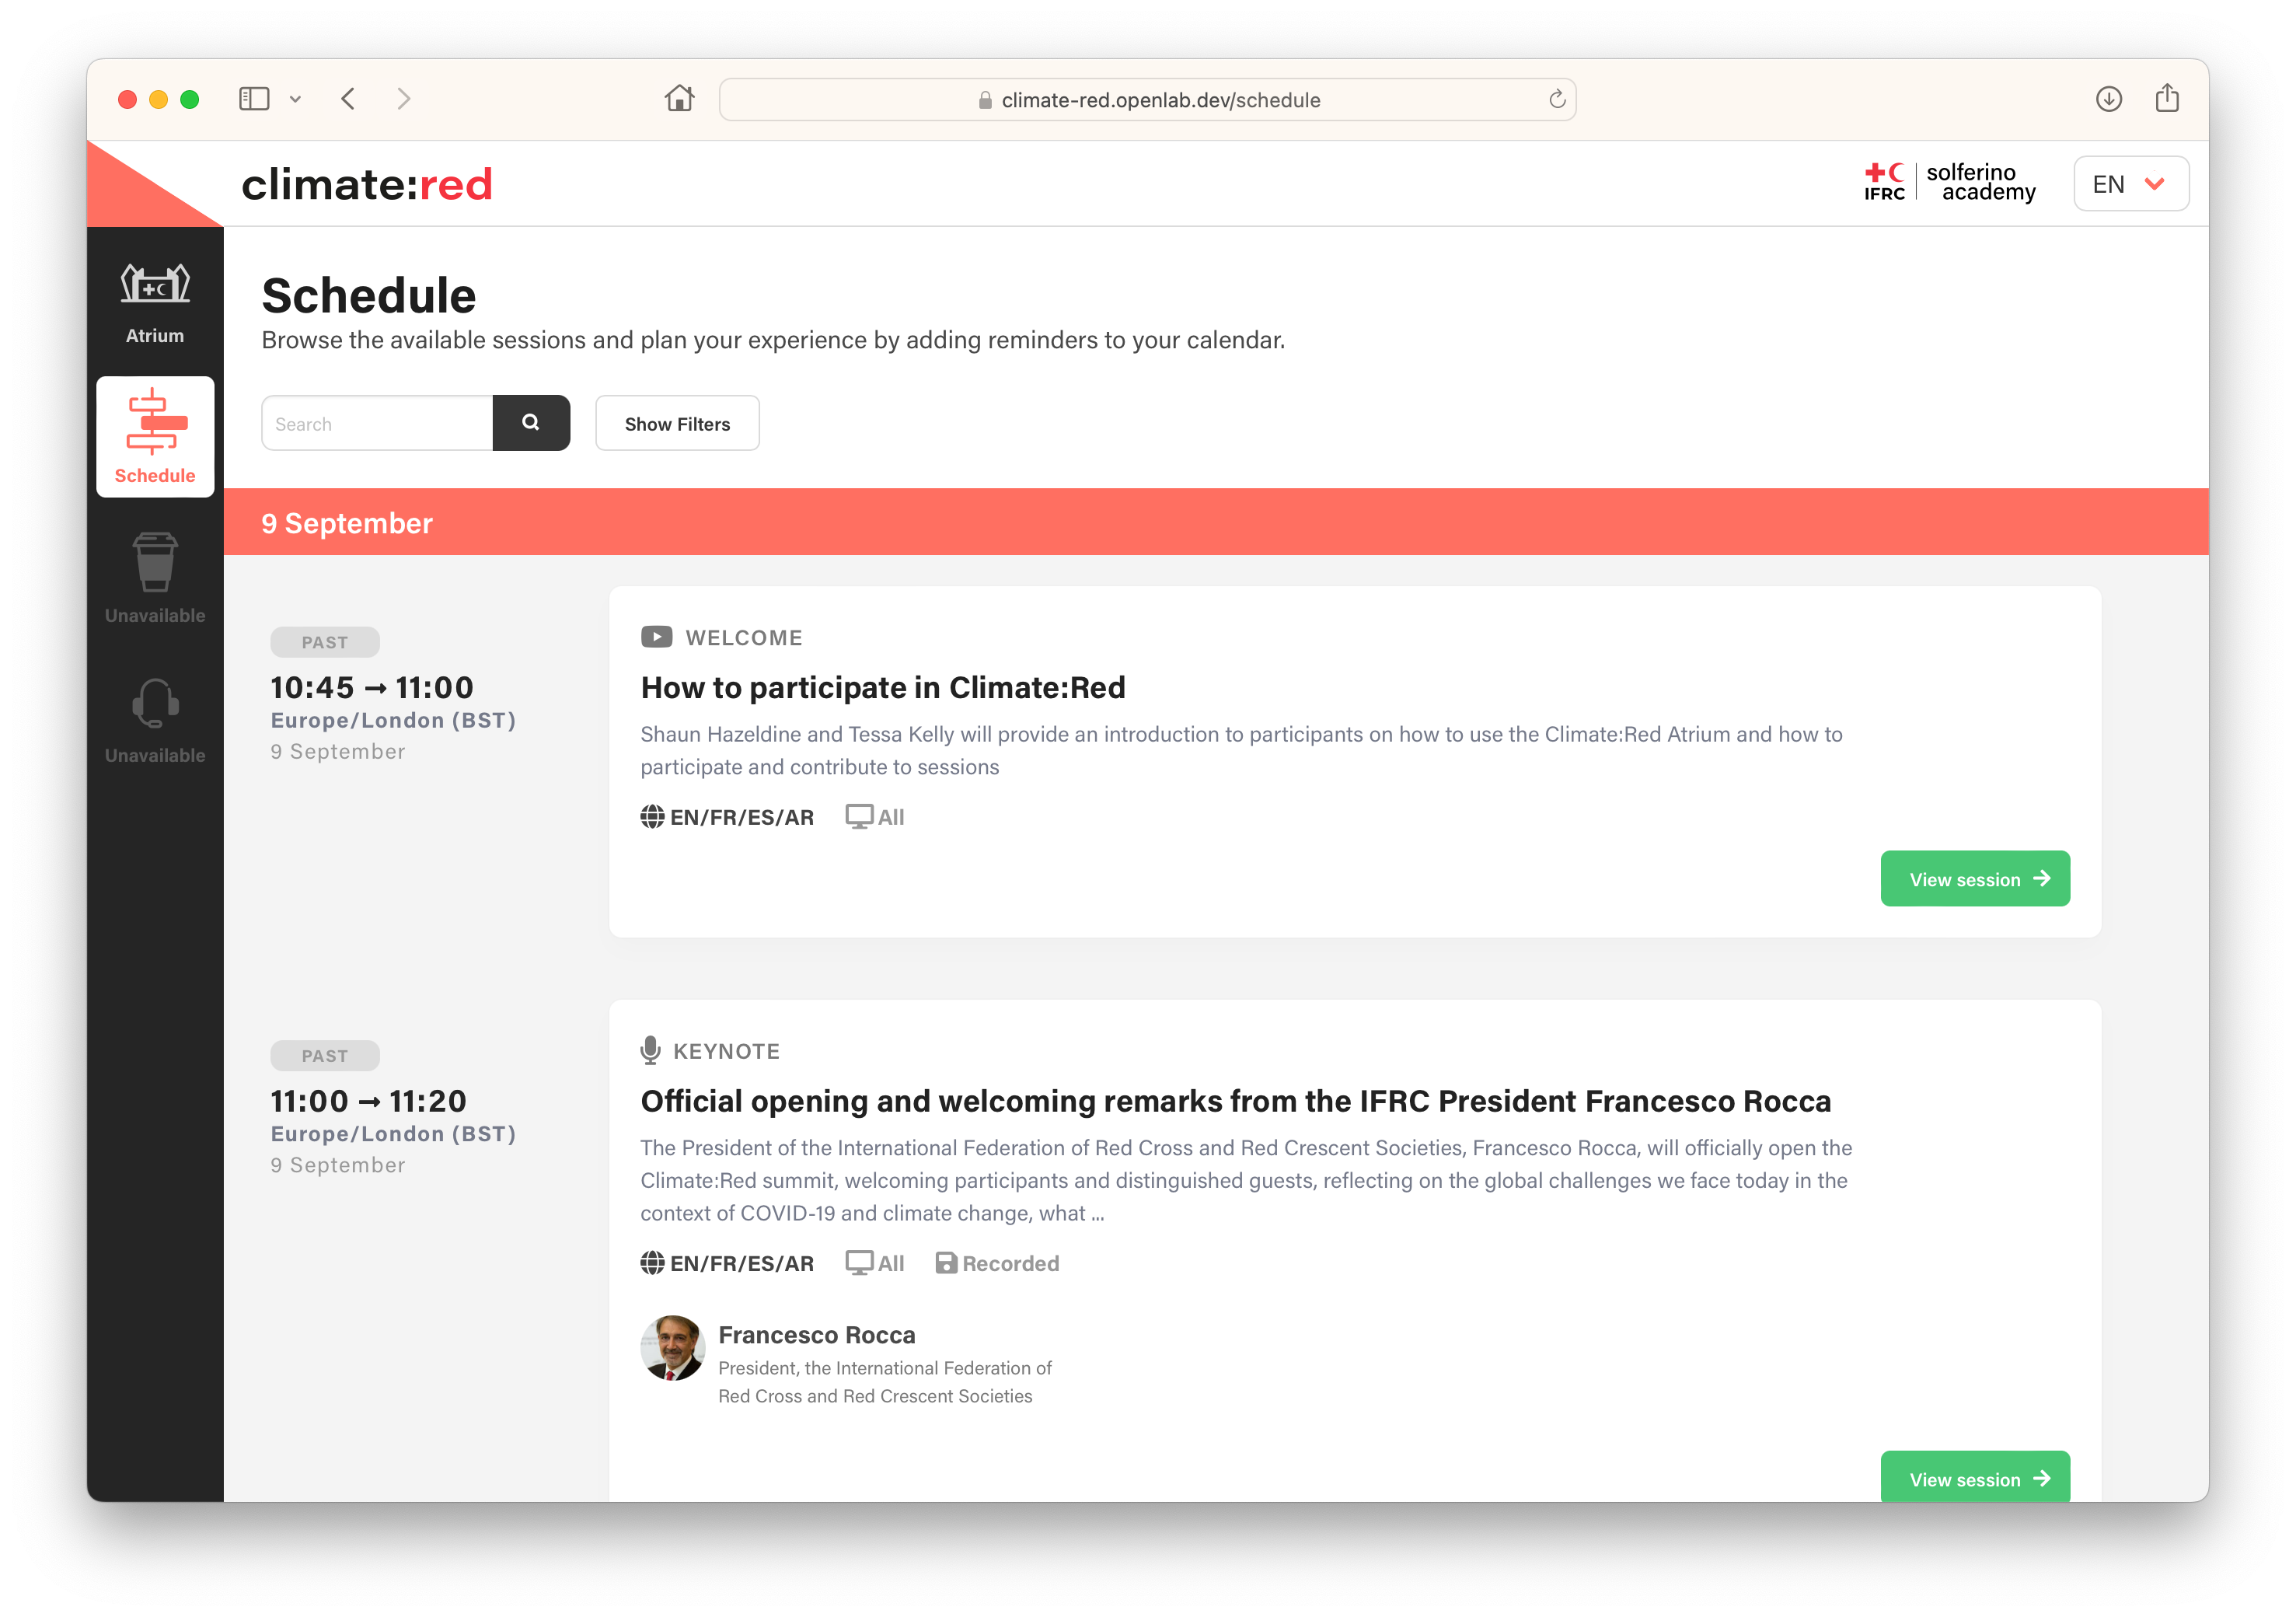 climate-red.openlab.dev/schedule
climate:red
IFRC
solferino
academy
EN
Atrium
Schedule
Unavailable
Unavailable
Schedule
Browse the available sessions and plan your experience by adding reminders to your calendar.
Search
Show Filters
9 September
PAST
10:45 → 11:00
Europe/London (BST)
9 September
WELCOME
How to participate in Climate:Red
Shaun Hazeldine and Tessa Kelly will provide an introduction to participants on how to use the Climate:Red Atrium and how to
participate and contribute to sessions
EN/FR/ES/AR All
View session →
PAST
11:00 → 11:20
Europe/London (BST)
9 September
KEYNOTE
Official opening and welcoming remarks from the IFRC President Francesco Rocca
The President of the International Federation of Red Cross and Red Crescent Societies, Francesco Rocca, will officially open the
Climate:Red summit, welcoming participants and distinguished guests, reflecting on the global challenges we face today in the
context of COVID-19 and climate change, what ...
EN/FR/ES/AR All Recorded
Francesco Rocca
President, the International Federation of
Red Cross and Red Crescent Societies
View session →